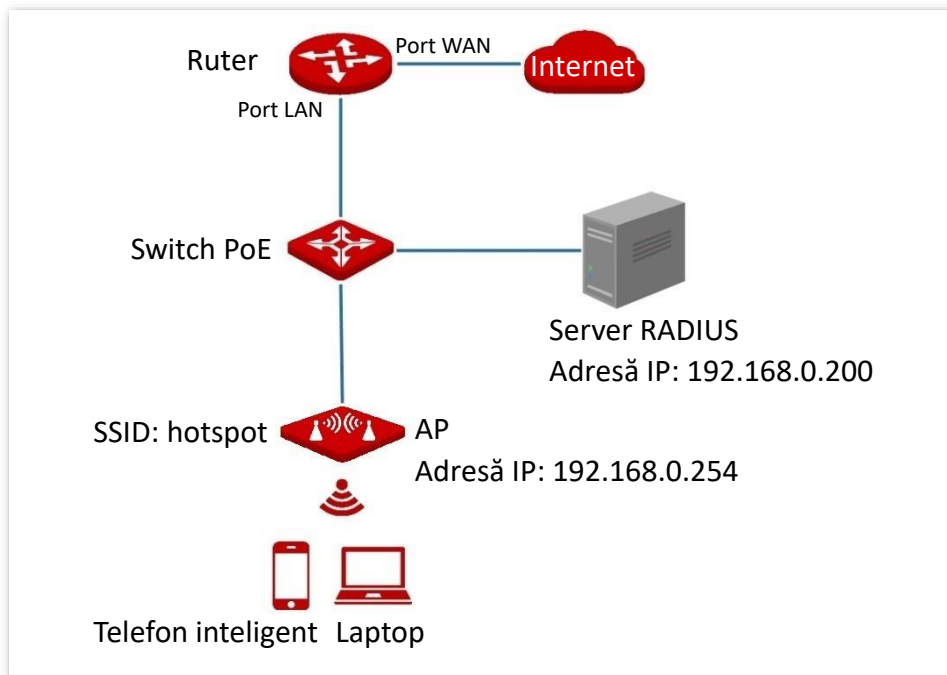 Ruter
Port WAN
Internet
Port LAN
Switch PoE
Server RADIUS
Adresă IP: 192.168.0.200
SSID: hotspot
AP
Adresă IP: 192.168.0.254
Telefon inteligent
Laptop